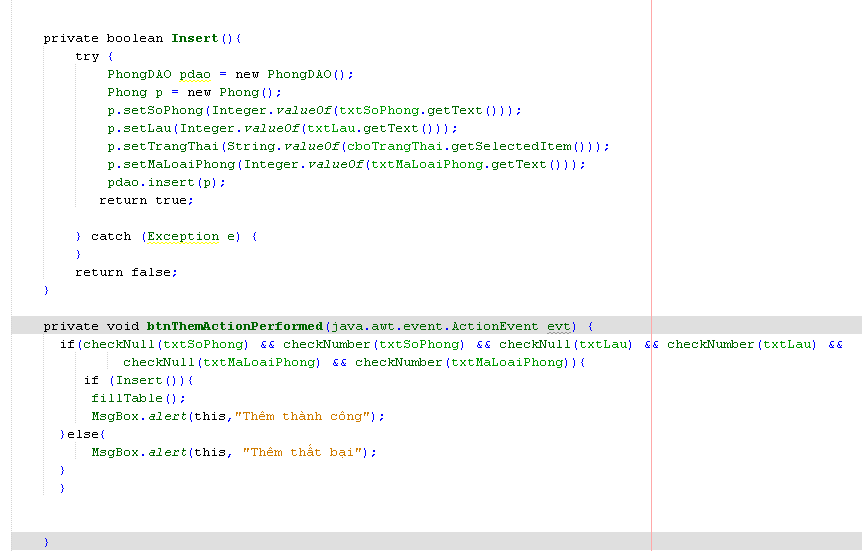 private boolean Insert(){
try {
PhongDAO pdao = new PhongDAO();
Phong p = new Phong();
p.setSoPhong(Integer.valueOf(txtSoPhong.getText()));
p.setLau(Integer.valueOf(txtLau.getText()));
p.setTrangThai(String.valueOf(cboTrangThai.getSelectedItem()));
p.setMaLoaiPhong(Integer.valueOf(txtMaLoaiPhong.getText()));
pdao.insert(p);
return true;
} catch (Exception e) {
}
return false;
}
private void btnThemActionPerformed(java.awt.event.ActionEvent evt) {
if(checkNull(txtSoPhong) && checkNumber(txtSoPhong) && checkNull(txtLau) && checkNumber(txtLau) &&
checkNull(txtMaLoaiPhong) && checkNumber(txtMaLoaiPhong)){
if (Insert()){
fillTable();
MsgBox.alert(this,"Thêm thành công");
}else{
MsgBox.alert(this, "Thêm thất bại");
}
}
}